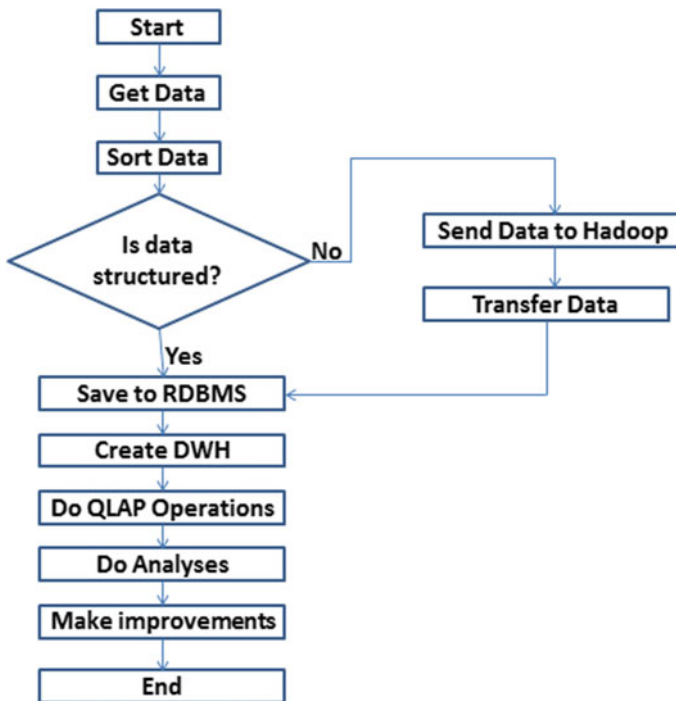 Start
Get Data
Sort Data
Is data
structured?
No
Send Data to Hadoop
Transfer Data
Yes
Save to RDBMS
Create DWH
Do QLAP Operations
Do Analyses
Make improvements
End